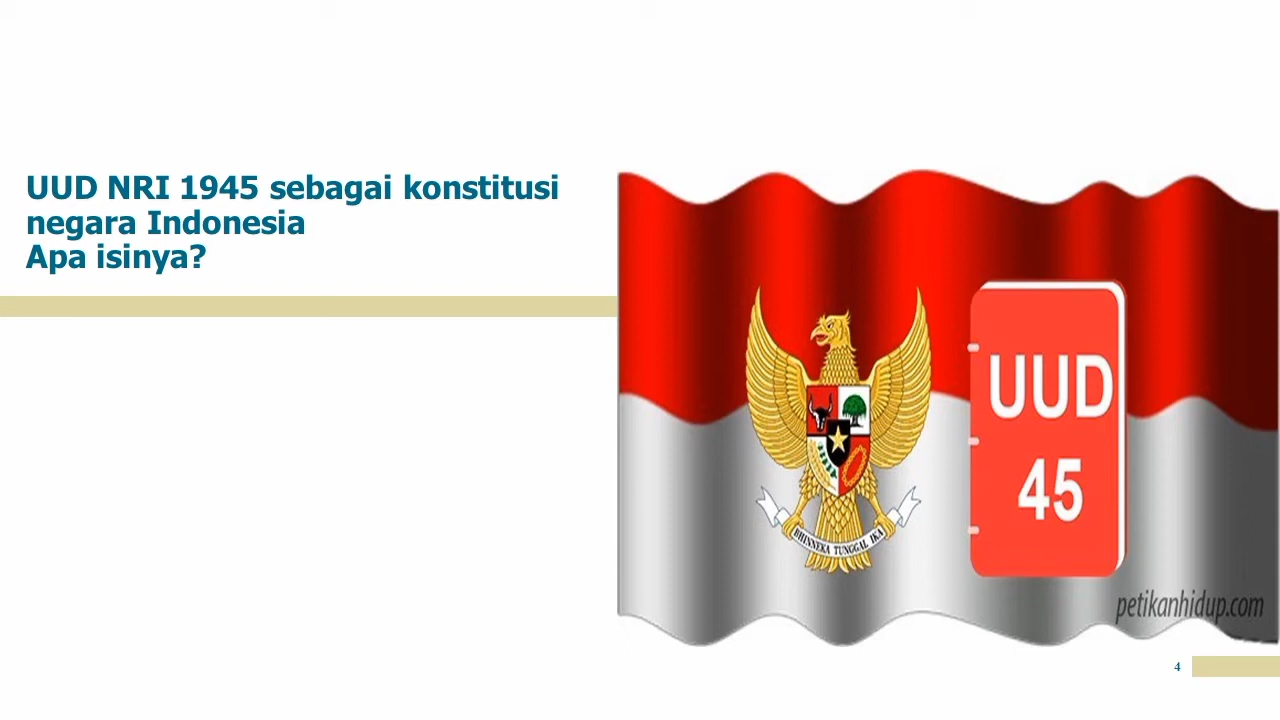 UUD NRI 1945 sebagai konstitusi
negara Indonesia
Apa isinya?
UUD
45
BHINNEKA TUNGGAL IKA
petikanhidup.com
4